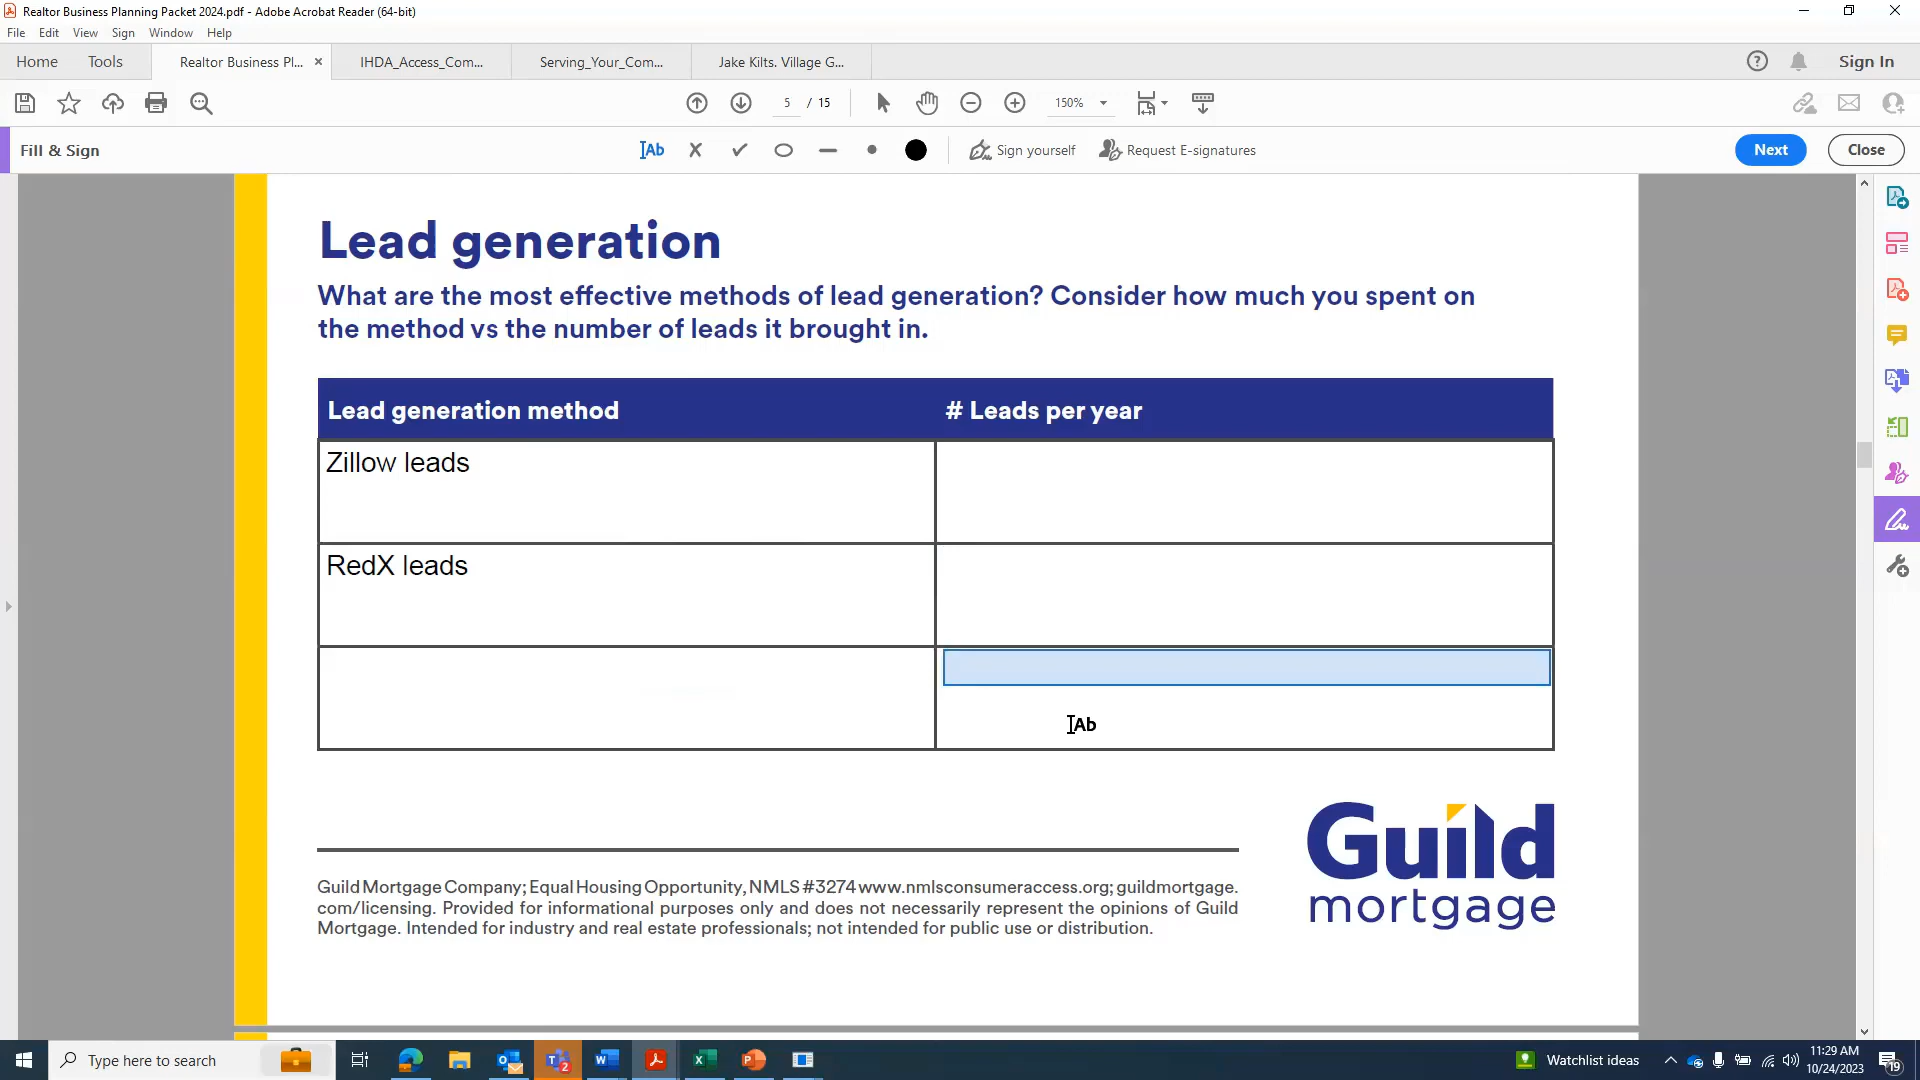 Realtor Business Planning Packet 2024.pdf - Adobe Acrobat Reader (64-bit)
File Edit View Sign Window Help
Home Tools Realtor Business Pl... × IHDA_Access_Com... Serving_Your_Com... Jake Kilts. Village G... Sign In
5 / 15 150%
Fill & Sign Ab Sign yourself Request E-signatures Next Close
Lead generation
What are the most effective methods of lead generation? Consider how much you spent on
the method vs the number of leads it brought in.
Lead generation method # Leads per year
Zillow leads
RedX leads
Ab
Guild
mortgage
Guild Mortgage Company; Equal Housing Opportunity, NMLS #3274 www.nmlsconsumeraccess.org; guildmortgage.
com/licensing. Provided for informational purposes only and does not necessarily represent the opinions of Guild
Mortgage. Intended for industry and real estate professionals; not intended for public use or distribution.
Type here to search 2 Watchlist ideas 11:29 AM
10/24/2023 19